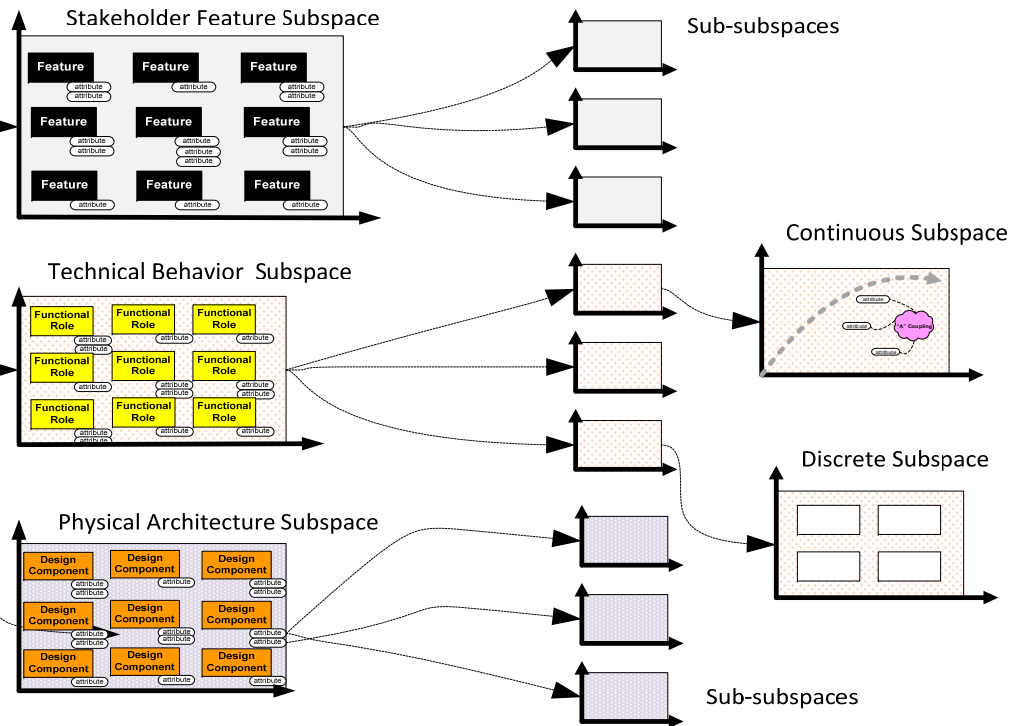 Stakeholder Feature Subspace
Sub-subspaces
Feature
attribute
attribute
Feature
attribute
Feature
attribute
attribute
Feature
attribute
attribute
Feature
attribute
attribute
attribute
Feature
attribute
attribute
Feature
attribute
Feature
attribute
Feature
attribute
Continuous Subspace
attribute
attribute
"A" Coupling
attribute
Technical Behavior Subspace
Functional
Role
attribute
attribute
Functional
Role
attribute
Functional
Role
attribute
Functional
Role
attribute
Functional
Role
attribute
attribute
Functional
Role
attribute
attribute
Functional
Role
attribute
attribute
Functional
Role
attribute
Functional
Role
attribute
Discrete Subspace
Physical Architecture Subspace
Design
Component
attribute
attribute
Design
Component
attribute
Design
Component
attribute
attribute
Design
Component
attribute
attribute
Design
Component
attribute
attribute
Design
Component
attribute
attribute
Design
Component
attribute
Design
Component
attribute
Design
Component
attribute
Sub-subspaces